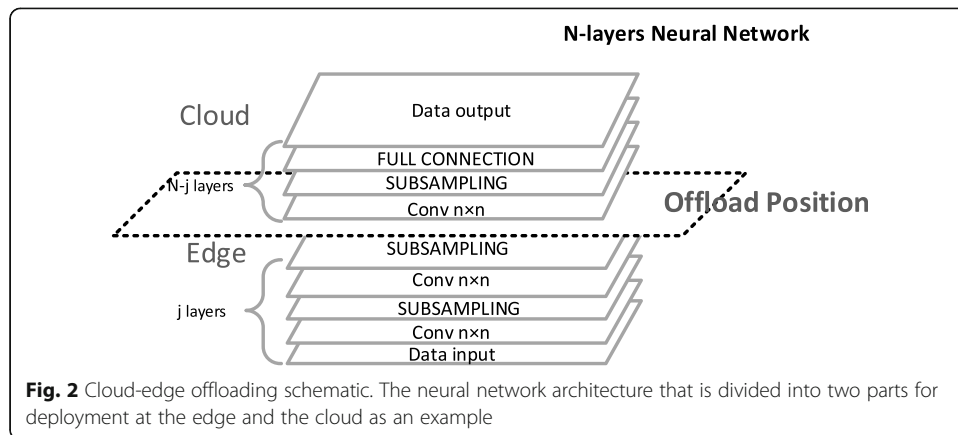 N-layers Neural Network
Cloud
Data output
FULL CONNECTION
N-j layers
SUBSAMPLING
Conv n×n
Offload Position
Edge
SUBSAMPLING
Conv n×n
j layers
SUBSAMPLING
Conv n×n
Data input
Fig. 2 Cloud-edge offloading schematic. The neural network architecture that is divided into two parts for
deployment at the edge and the cloud as an example